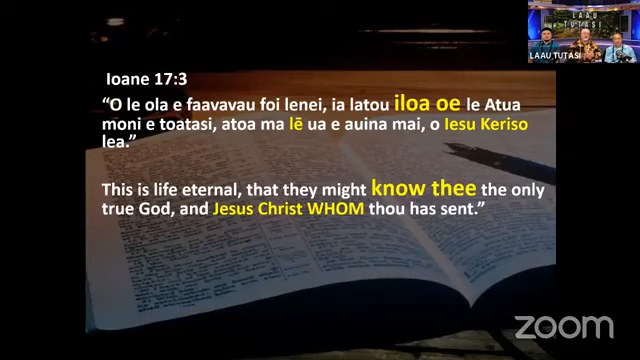 LAAU
TUTASI
LAAU TUTASI
Ioane 17:3
“O le ola e faavavau foi lenei, ia latou iloa oe le Atua
moni e toatasi, atoa ma lē ua e auina mai, o Iesu Keriso
lea.”
This is life eternal, that they might know thee the only
true God, and Jesus Christ WHOM thou has sent.”
zoom